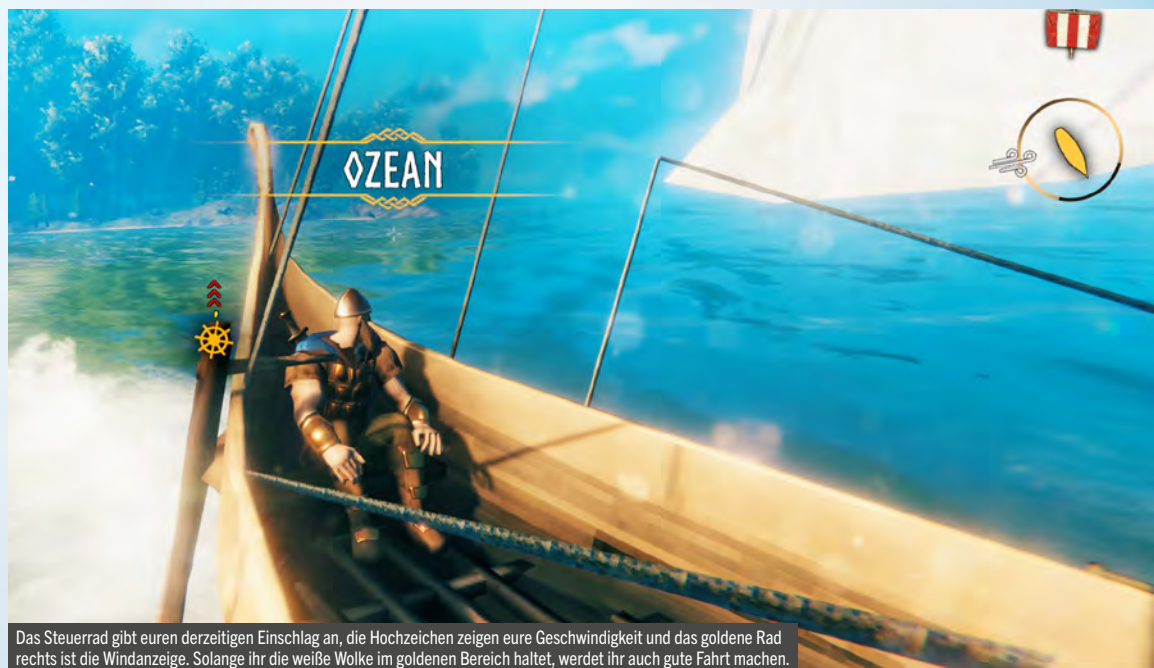 OZEAN
Das Steuerrad gibt euren derzeitigen Einschlag an, die Hochzeichen zeigen eure Geschwindigkeit und das goldene Rad
rechts ist die Windanzeige. Solange ihr die weiße Wolke im goldenen Bereich haltet, werdet ihr auch gute Fahrt machen.